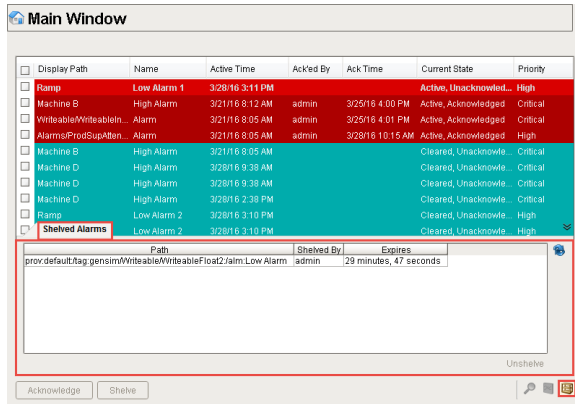 Main Window
Display Path Name Active Time Ack'ed By Ack Time Current State Priority
Ramp Low Alarm 1 3/28/16 3:11 PM Active, Unacknowled... High
Machine B High Alarm 3/21/16 8:12 AM admin 3/25/16 4:00 PM Active, Acknowledged Critical
Writeable/WriteableIn... Alarm 3/21/16 8:05 AM admin 3/25/16 4:01 PM Active, Acknowledged Critical
Alarms/ProdSupAtten... Alarm 3/21/16 8:05 AM admin 3/28/16 10:15 AM Active, Acknowledged High
Machine B High Alarm 3/21/16 8:05 AM Cleared, Unacknowle... Critical
Machine D High Alarm 3/28/16 9:38 AM Cleared, Unacknowle... Critical
Machine D High Alarm 3/28/16 9:38 AM Cleared, Unacknowle... Critical
Machine D High Alarm 3/28/16 2:38 PM Cleared, Unacknowle... Critical
Ramp Low Alarm 2 3/28/16 3:10 PM Cleared, Unacknowle... High
Shelved Alarms Low Alarm 2 3/28/16 3:10 PM Cleared, Unacknowle... High
Path Shelved By Expires
prov:default:/tag:gensim/Writeable/WriteableFloat2:/alm:Low Alarm admin 29 minutes, 47 seconds
Unshelve
Acknowledge Shelve